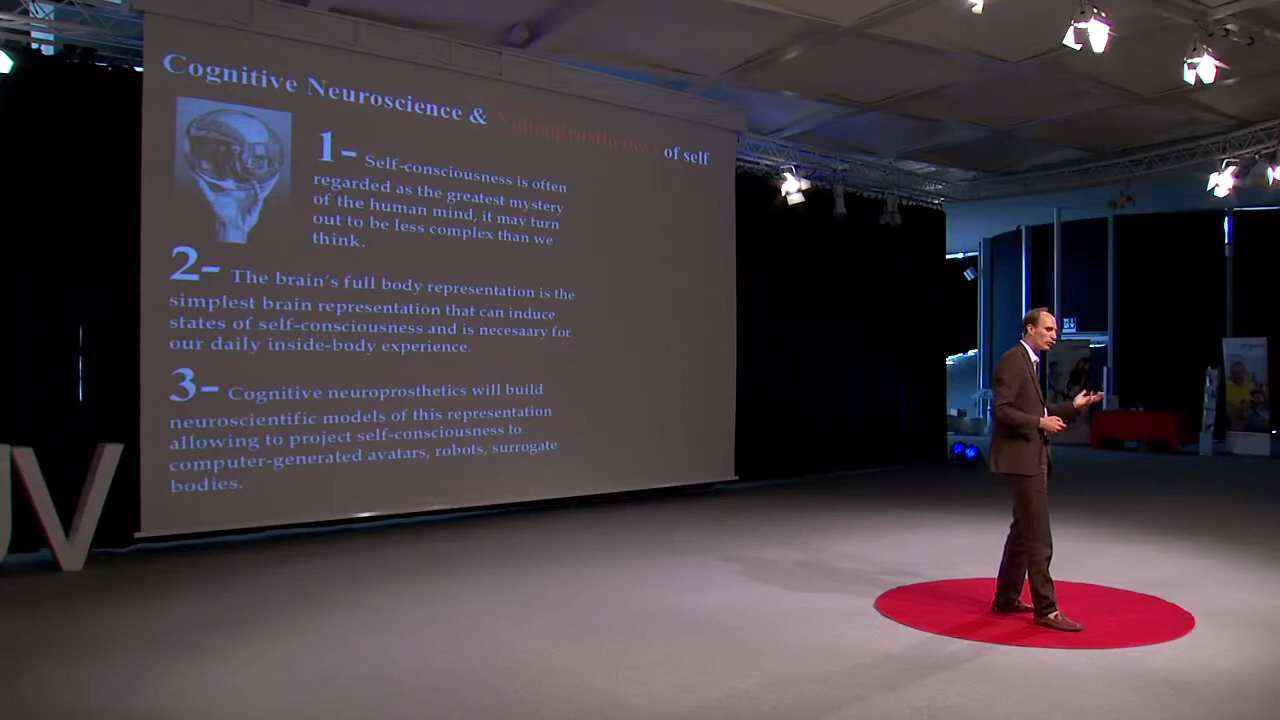 Cognitive Neuroscience & Neuroprosthetics of self
1- Self-consciousness is often
regarded as the greatest mystery
of the human mind, it may turn
out to be less complex than we
think.
2- The brain's full body representation is the
simplest brain representation that can induce
states of self-consciousness and is necesaary for
our daily inside-body experience.
3- Cognitive neuroprosthetics will build
neuroscientific models of this representation
allowing to project self-consciousness to
computer-generated avatars, robots, surrogate
bodies.
V